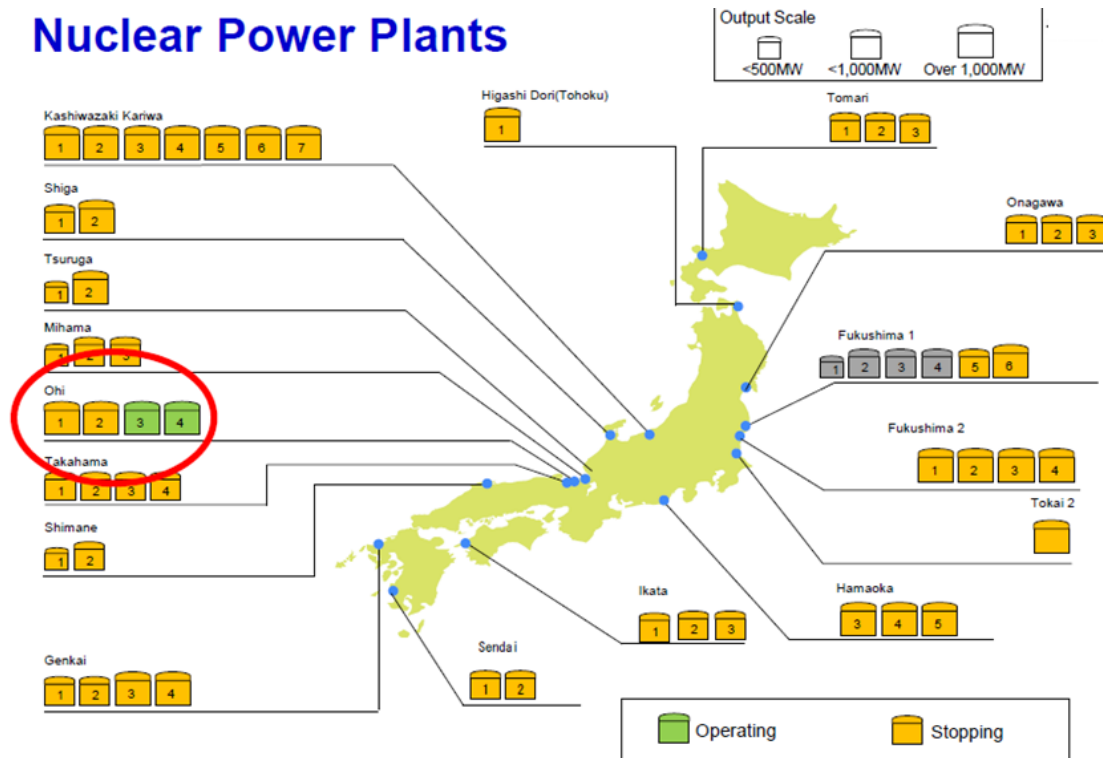 Nuclear Power Plants
Output Scale
<500MW <1,000MW Over 1,000MW
Kashiwazaki Kariwa
1 2 3 4 5 6 7
Higashi Dori(Tohoku)
1
Tomari
1 2 3
Shiga
1 2
Onagawa
1 2 3
Tsuruga
1 2
Mihama
1 2 3
Fukushima 1
1 2 3 4 5 6
Ohi
1 2 3 4
Fukushima 2
1 2 3 4
Takahama
1 2 3 4
Tokai 2
Shimane
1 2
Ikata
1 2 3
Hamaoka
3 4 5
Genkai
1 2 3 4
Sendai
1 2
Operating Stopping